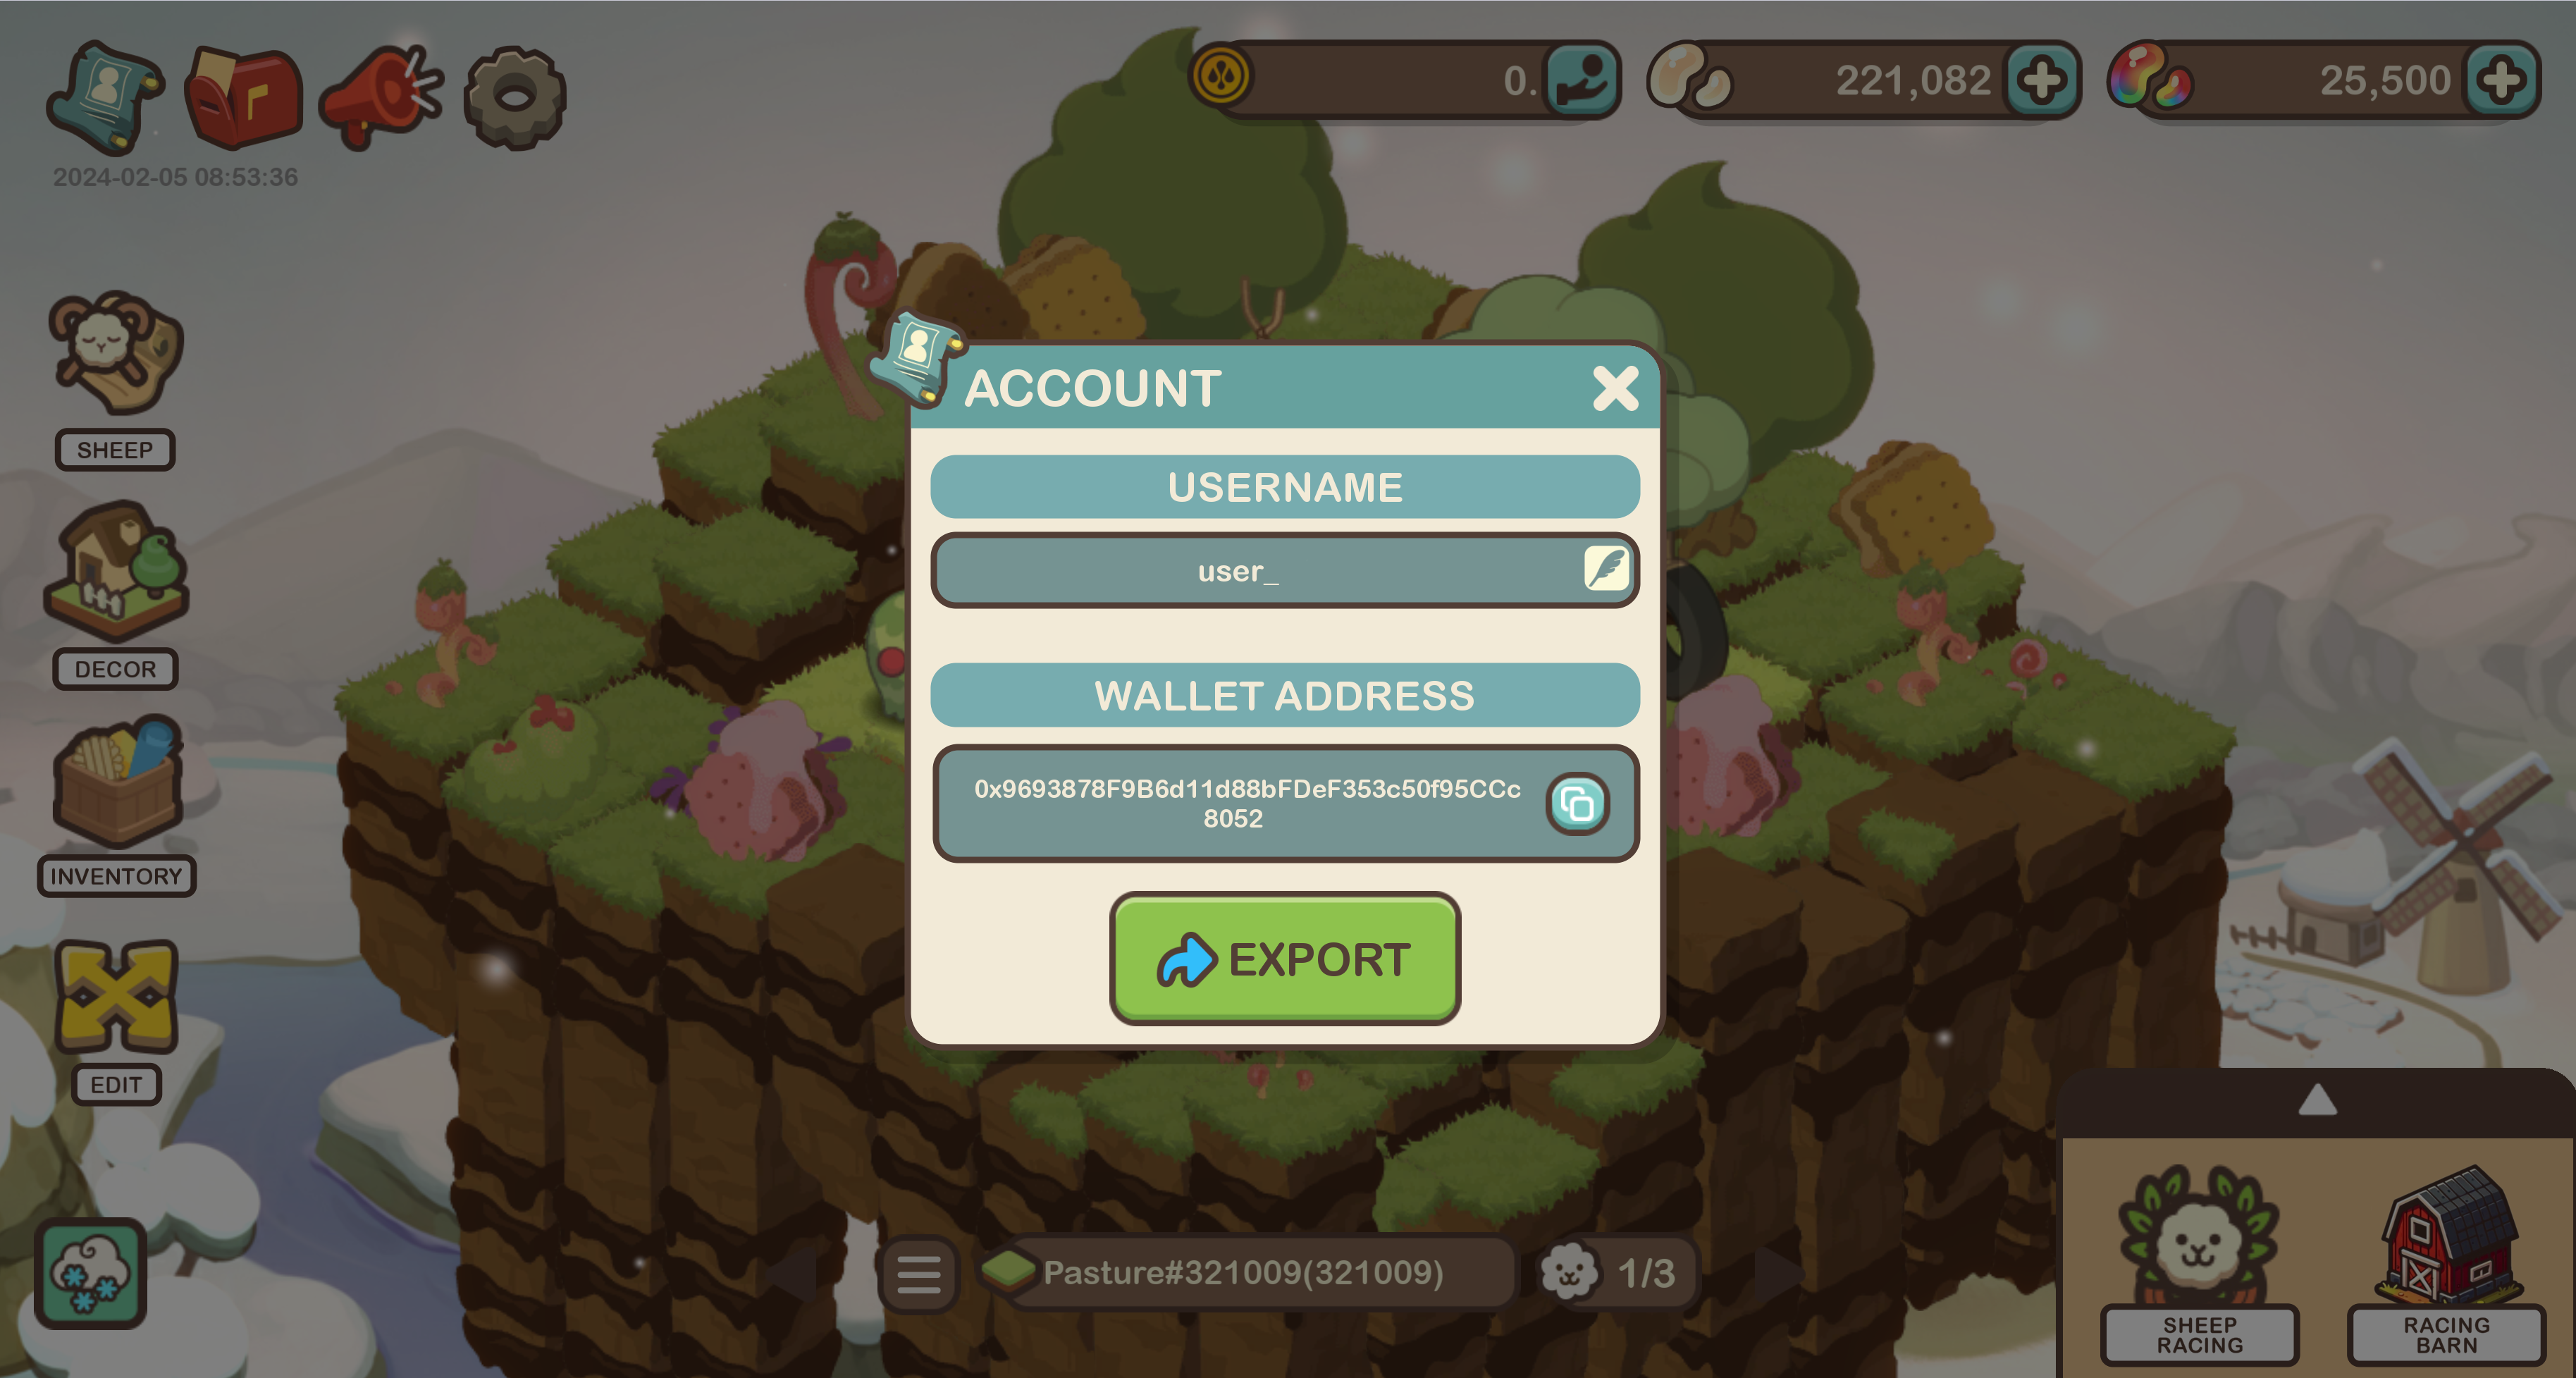 0.
221,082
25,500
2024-02-05 08:53:36
SHEEP
DECOR
INVENTORY
EDIT
ACCOUNT
USERNAME
user_
WALLET ADDRESS
0x9693878F9B6d11d88bFDeF353c50f95CCc
8052
EXPORT
Pasture#321009(321009)
1/3
SHEEP
RACING
RACING
BARN